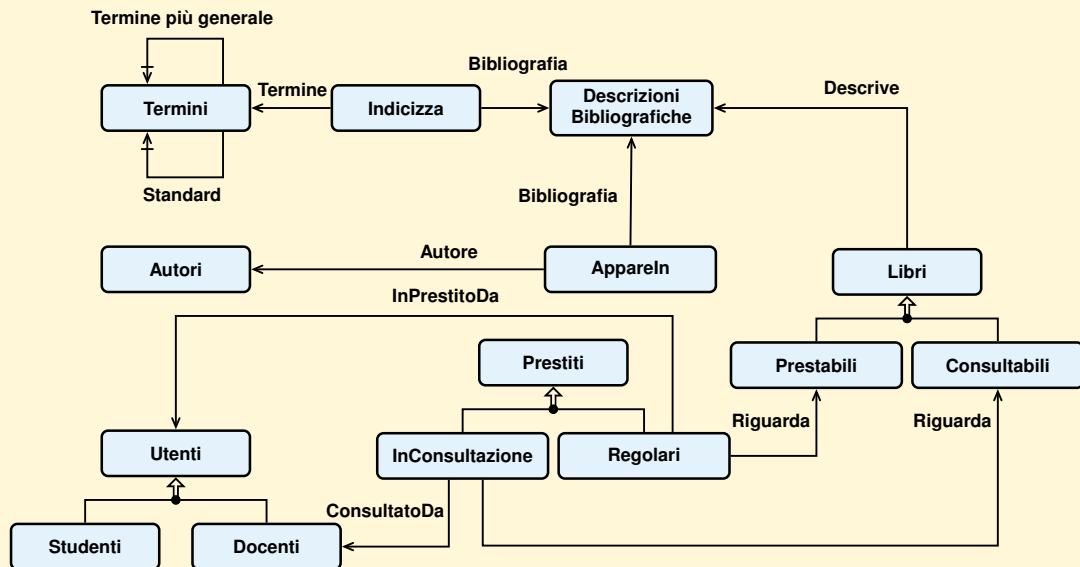 Termine più generale
Bibliografia
Termini
Termine
Indicizza
Descrizioni
Bibliografiche
Descrive
Standard
Bibliografia
Autori
Autore
AppareIn
Libri
InPrestitoDa
Prestiti
Prestabili
Consultabili
Riguarda
Riguarda
Utenti
InConsultazione
Regolari
ConsultatoDa
Studenti
Docenti